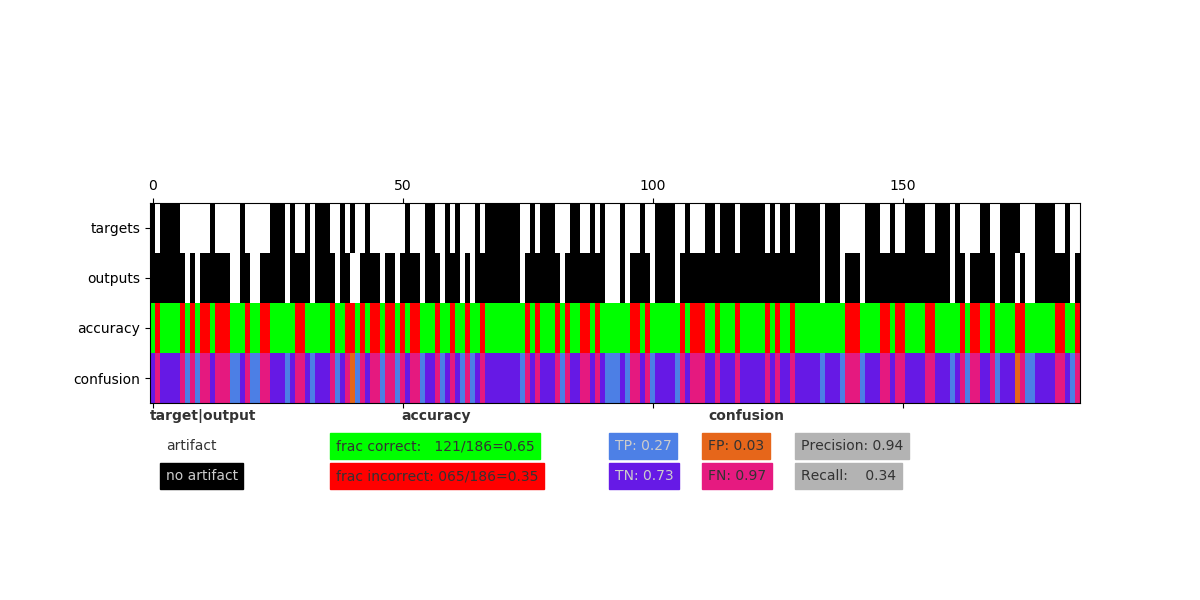 0 50 100 150
targets
outputs
accuracy
confusion
target|output accuracy confusion
artifact frac correct: 121/186=0.65 TP: 0.27 FP: 0.03 Precision: 0.94
no artifact frac incorrect: 065/186=0.35 TN: 0.73 FN: 0.97 Recall: 0.34